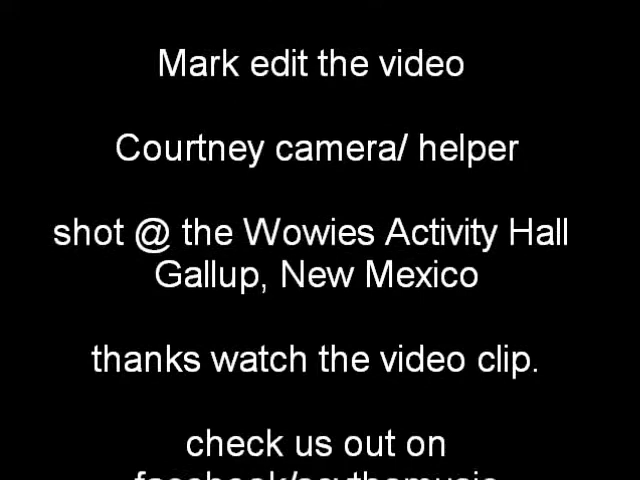 Mark edit the video
Courtney camera/ helper
shot @ the Wowies Activity Hall
Gallup, New Mexico
thanks watch the video clip.
check us out on